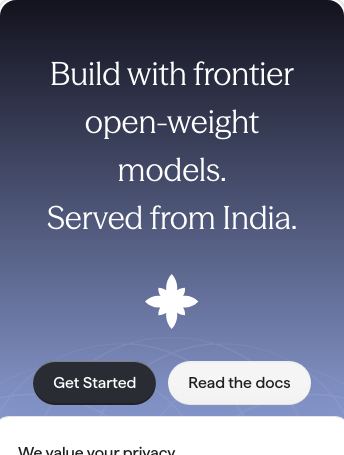 Build with frontier
open-weight
models.
Served from India.
Get Started
Read the docs
We value your privacy